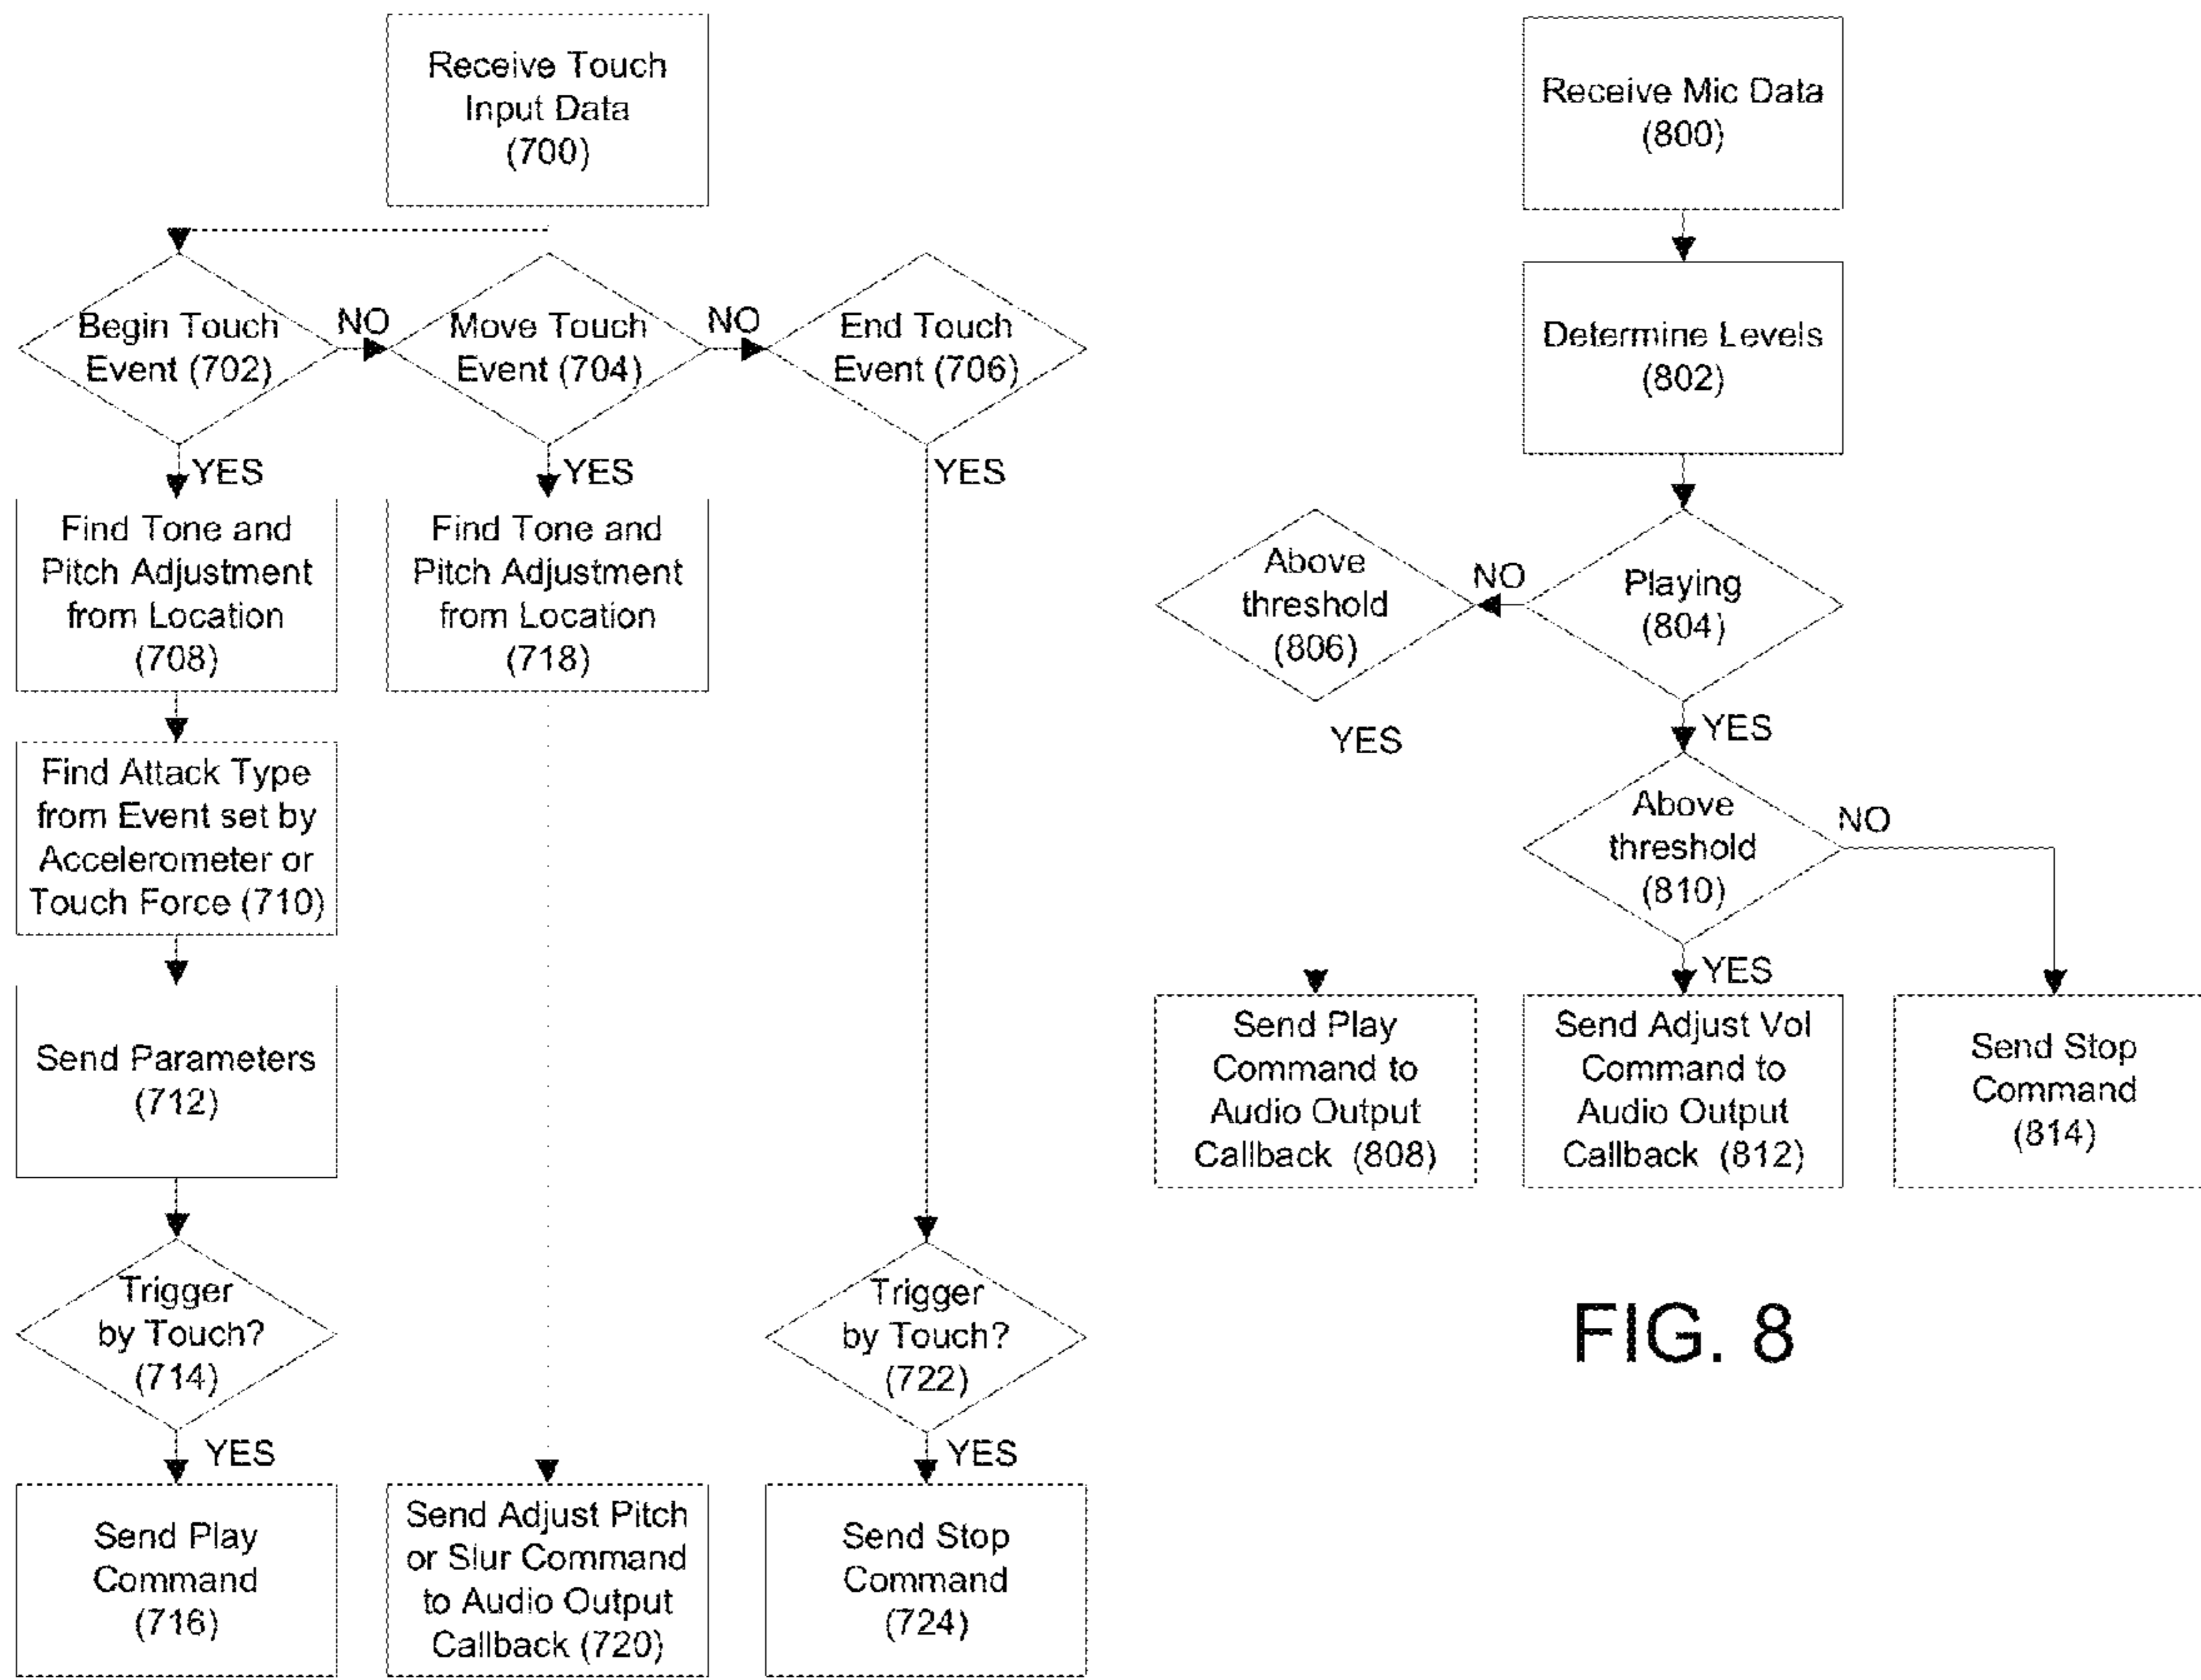 Receive Touch
Input Data
(700)
Begin Touch
Event (702)
NO
Move Touch
Event (704)
NO
End Touch
Event (706)
YES
YES
YES
Find Tone and
Pitch Adjustment
from Location
(708)
Find Tone and
Pitch Adjustment
from Location
(718)
Find Attack Type
from Event set by
Accelerometer or
Touch Force (710)
Send Parameters
(712)
Trigger
by Touch?
(714)
Trigger
by Touch?
(722)
YES
YES
Send Play
Command
(716)
Send Adjust Pitch
or Slur Command
to Audio Output
Callback (720)
Send Stop
Command
(724)
Receive Mic Data
(800)
Determine Levels
(802)
Above
threshold
(806)
NO
Playing
(804)
YES
YES
Above
threshold
(810)
NO
YES
Send Play
Command to
Audio Output
Callback (808)
Send Adjust Vol
Command to
Audio Output
Callback (812)
Send Stop
Command
(814)
FIG. 8